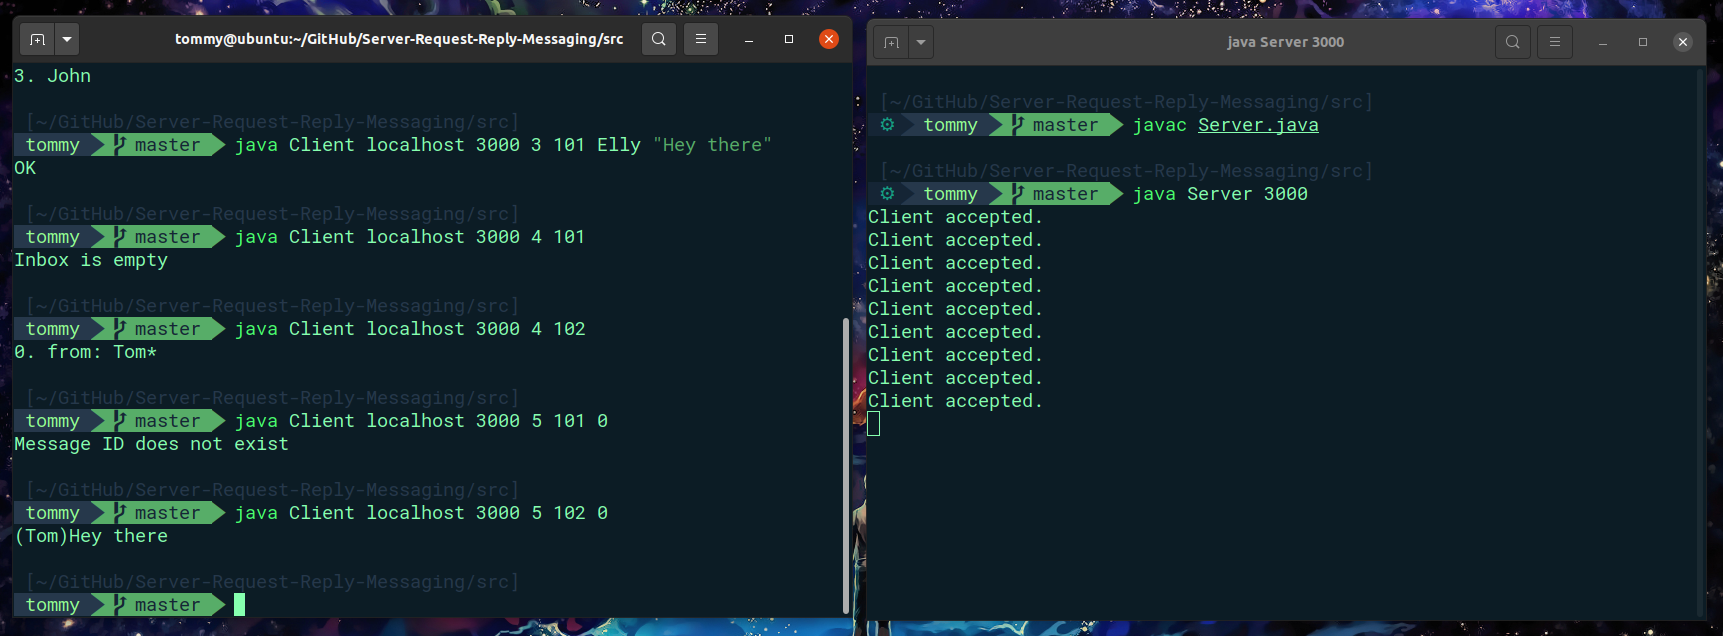 tommy@ubuntu:~/GitHub/Server-Request-Reply-Messaging/src
3. John
[~/GitHub/Server-Request-Reply-Messaging/src]
tommy master java Client localhost 3000 3 101 Elly "Hey there"
OK
[~/GitHub/Server-Request-Reply-Messaging/src]
tommy master java Client localhost 3000 4 101
Inbox is empty
[~/GitHub/Server-Request-Reply-Messaging/src]
tommy master java Client localhost 3000 4 102
0. from: Tom*
[~/GitHub/Server-Request-Reply-Messaging/src]
tommy master java Client localhost 3000 5 101 0
Message ID does not exist
[~/GitHub/Server-Request-Reply-Messaging/src]
tommy master java Client localhost 3000 5 102 0
(Tom)Hey there
[~/GitHub/Server-Request-Reply-Messaging/src]
tommy master
java Server 3000
[~/GitHub/Server-Request-Reply-Messaging/src]
tommy master javac Server.java
[~/GitHub/Server-Request-Reply-Messaging/src]
tommy master java Server 3000
Client accepted.
Client accepted.
Client accepted.
Client accepted.
Client accepted.
Client accepted.
Client accepted.
Client accepted.
Client accepted.